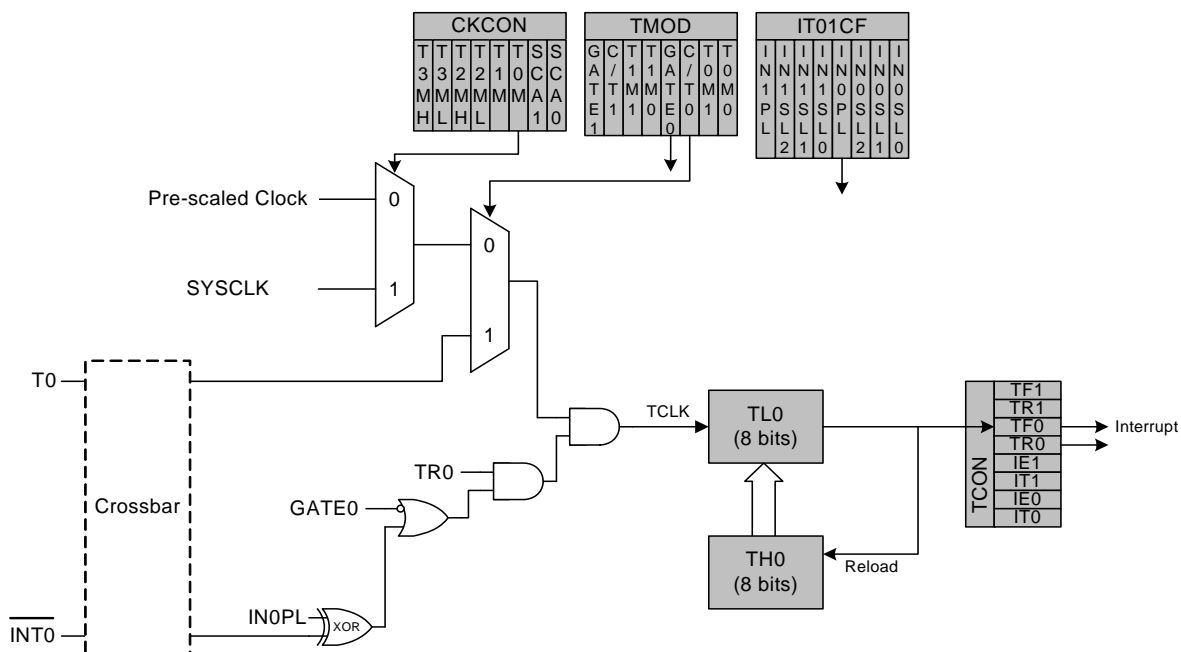 CKCON
TMOD
IT01CF
T3MH
T3ML
T2MH
T2ML
T1M
T0M
SCA1
SCA0
GATE1
C/T1
T1M1
T1M0
GATE0
C/T0
T0M1
T0M0
IN1PL
IN1SL2
IN1SL1
IN1SL0
IN0PL
IN0SL2
IN0SL1
IN0SL0
Pre-scaled Clock
0
0
SYSCLK
1
1
T0
TCLK
TL0
(8 bits)
TCON
TF1
TR1
TF0
TR0
IE1
IT1
IE0
IT0
Interrupt
TR0
Crossbar
GATE0
TH0
(8 bits)
Reload
IN0PL
XOR
INT0